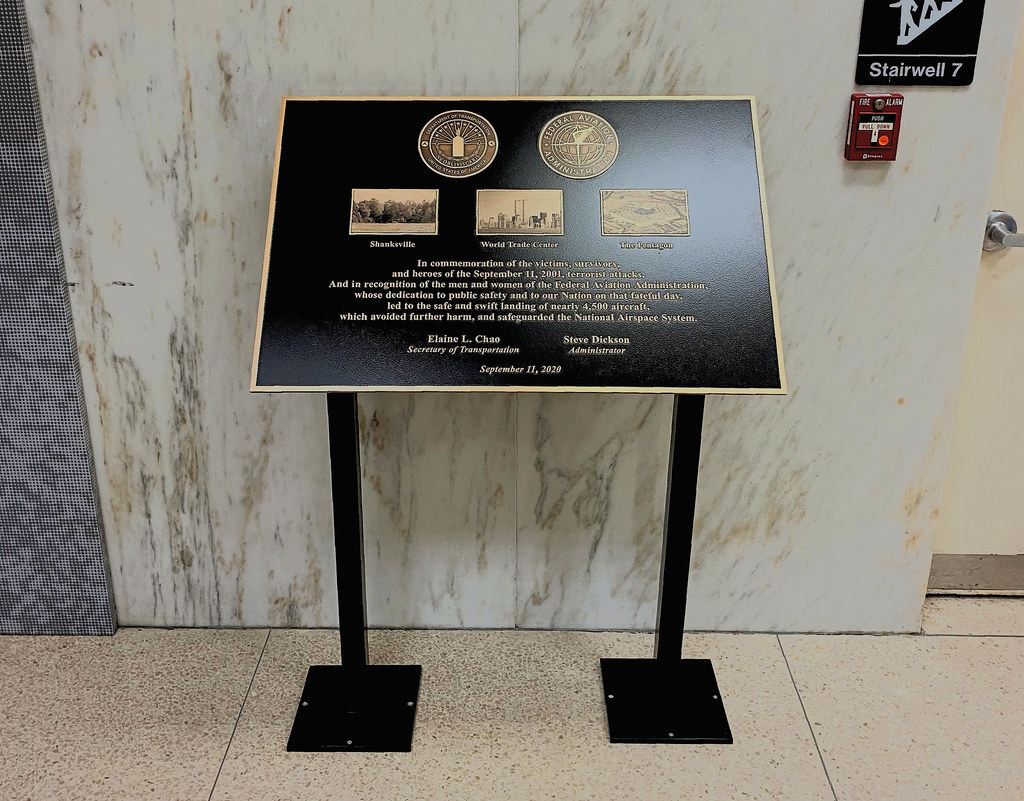 Stairwell 7
FIRE ALARM
PUSH
PULL DOWN
FEDERAL AVIATION
ADMINISTRATION
UNITED STATES OF AMERICA
Shanksville
World Trade Center
The Pentagon
In commemoration of the victims, survivors,
and heroes of the September 11, 2001, terrorist attacks,
And in recognition of the men and women of the Federal Aviation Administration,
whose dedication to public safety and to our Nation on that fateful day,
led to the safe and swift landing of nearly 4,500 aircraft,
which avoided further harm, and safeguarded the National Airspace System.
Elaine L. Chao
Secretary of Transportation
Steve Dickson
Administrator
September 11, 2020